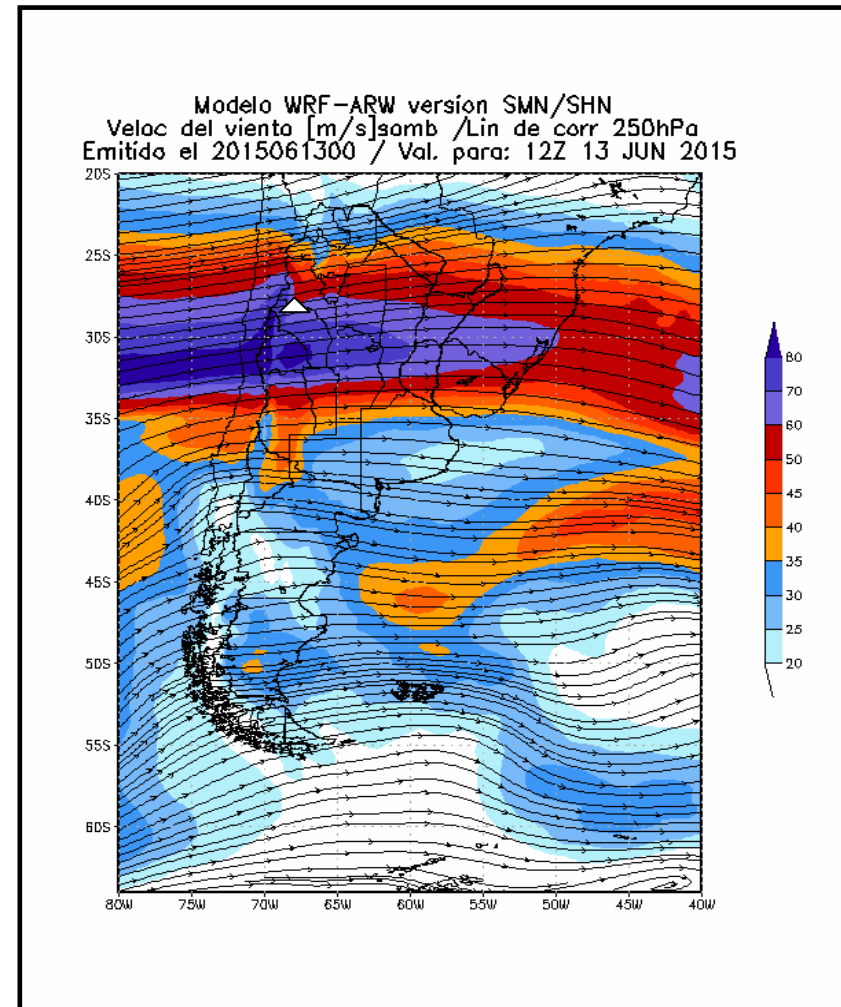 Modelo WRF-ARW version SMN/SHN
Veloc del viento [m/s]somb /Lin de corr 250hPa
Emitido el 2015061300 / Val. para: 12Z 13 JUN 2015
20S
25S
30S
35S
40S
45S
50S
55S
60S
80W 75W 70W 65W 60W 55W 50W 45W 40W
80
70
60
50
45
40
35
30
25
20